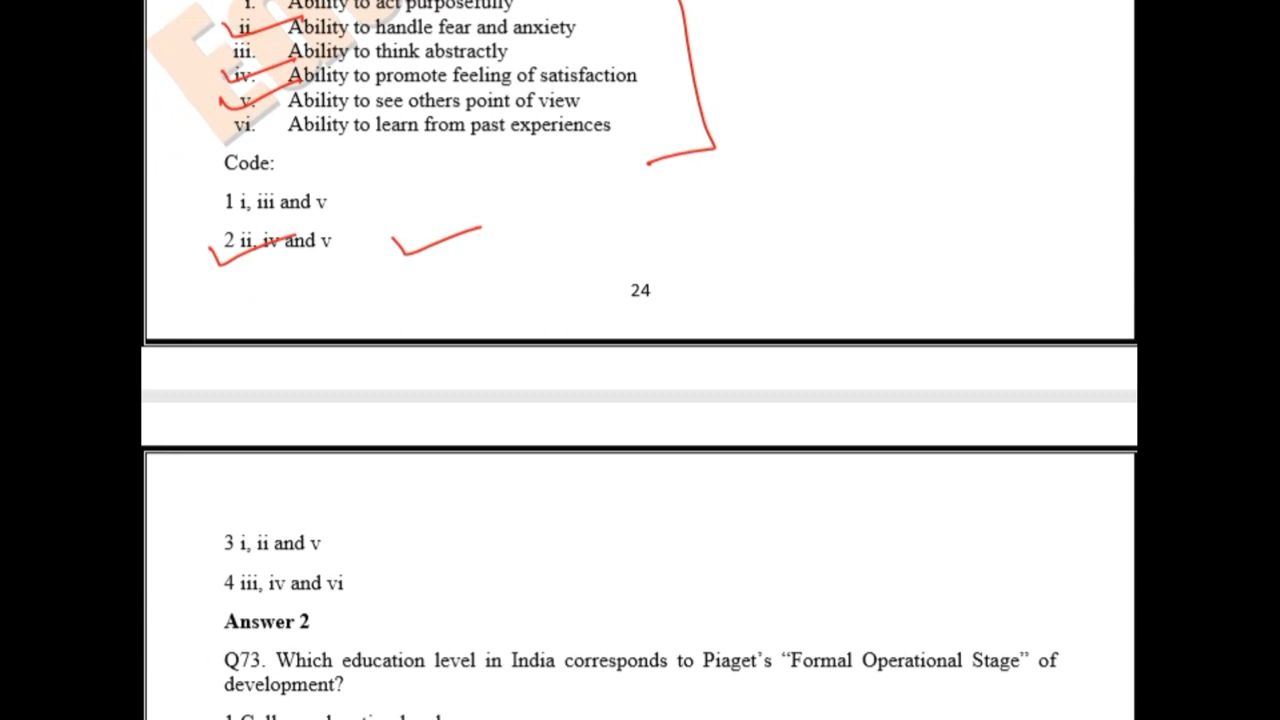 i. Ability to act purposefully
ii. Ability to handle fear and anxiety
iii. Ability to think abstractly
iv. Ability to promote feeling of satisfaction
v. Ability to see others point of view
vi. Ability to learn from past experiences
Code:
1 i, iii and v
2 ii, iv and v
24
3 i, ii and v
4 iii, iv and vi
Answer 2
Q73. Which education level in India corresponds to Piaget's “Formal Operational Stage” of
development?